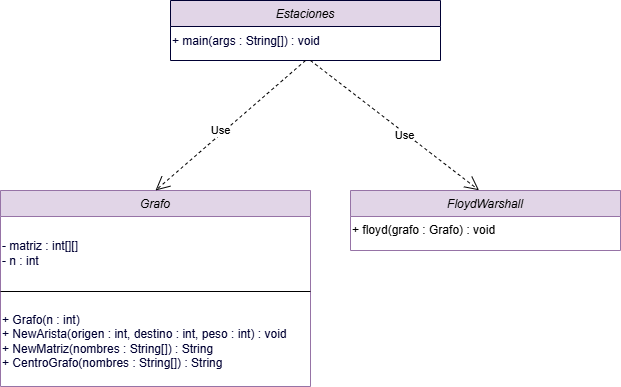 Estaciones
+ main(args : String[]) : void
Use
Use
Grafo
- matriz : int[][]
- n : int
+ Grafo(n : int)
+ NewArista(origen : int, destino : int, peso : int) : void
+ NewMatriz(nombres : String[]) : String
+ CentroGrafo(nombres : String[]) : String
FloydWarshall
+ floyd(grafo : Grafo) : void